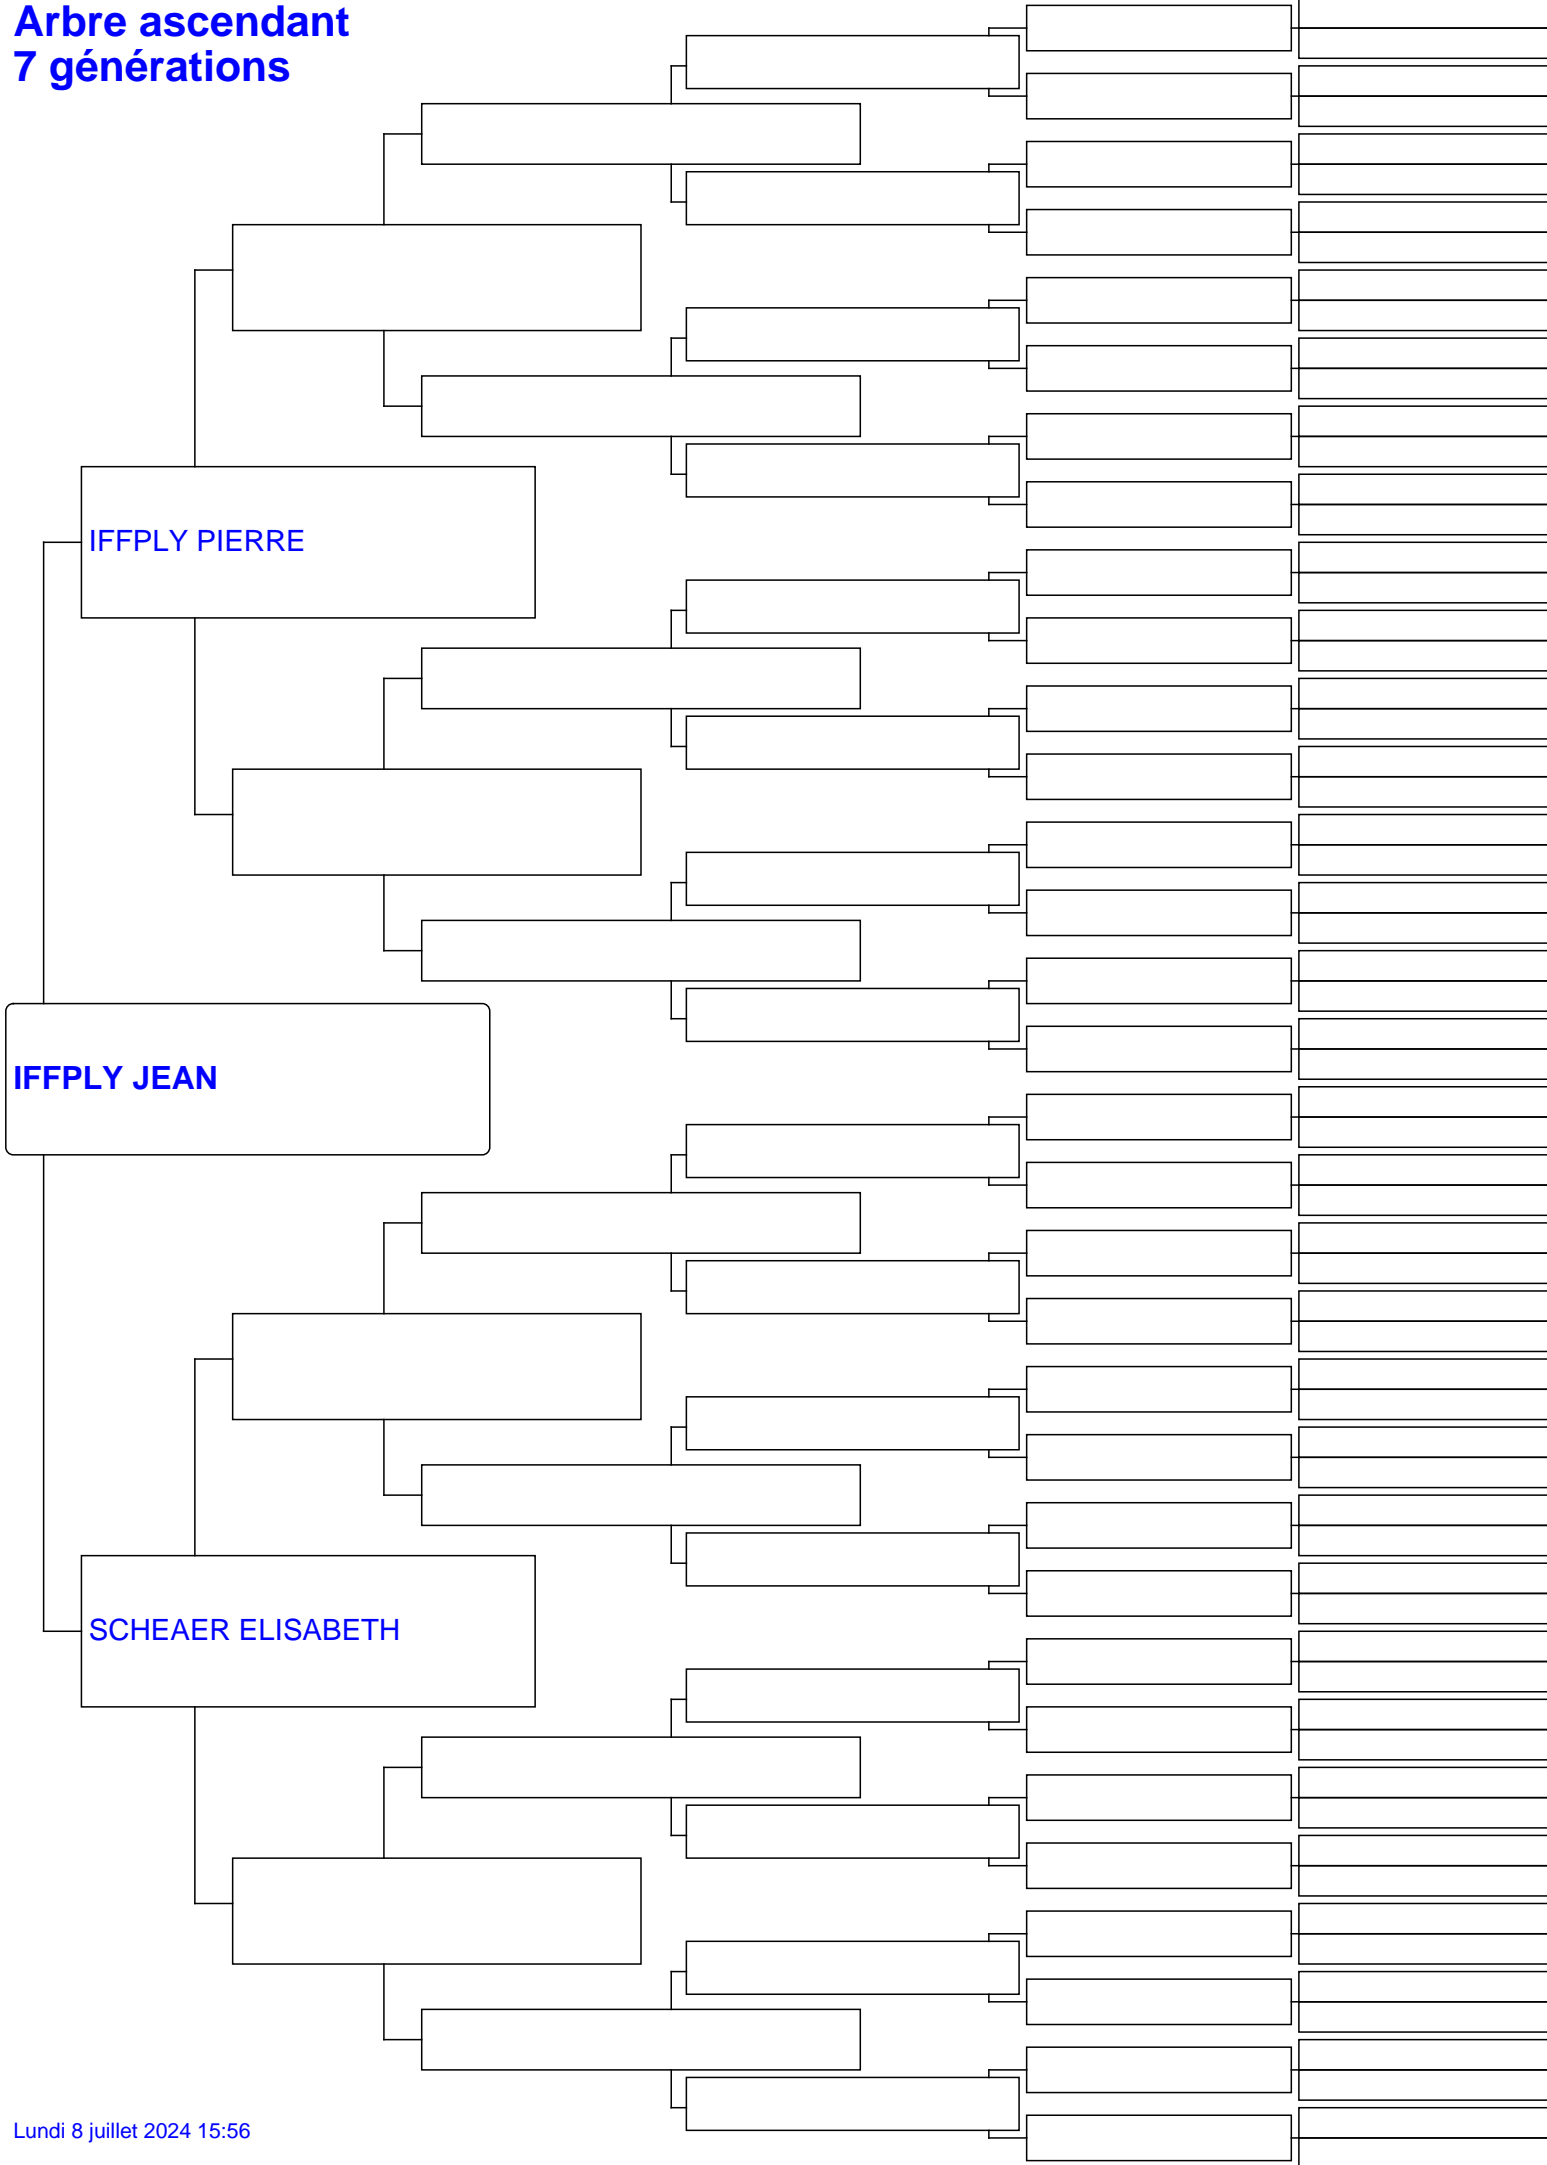 Arbre ascendant
7 générations
IFFPLY PIERRE
IFFPLY JEAN
SCHEAER ELISABETH
Lundi 8 juillet 2024 15:56